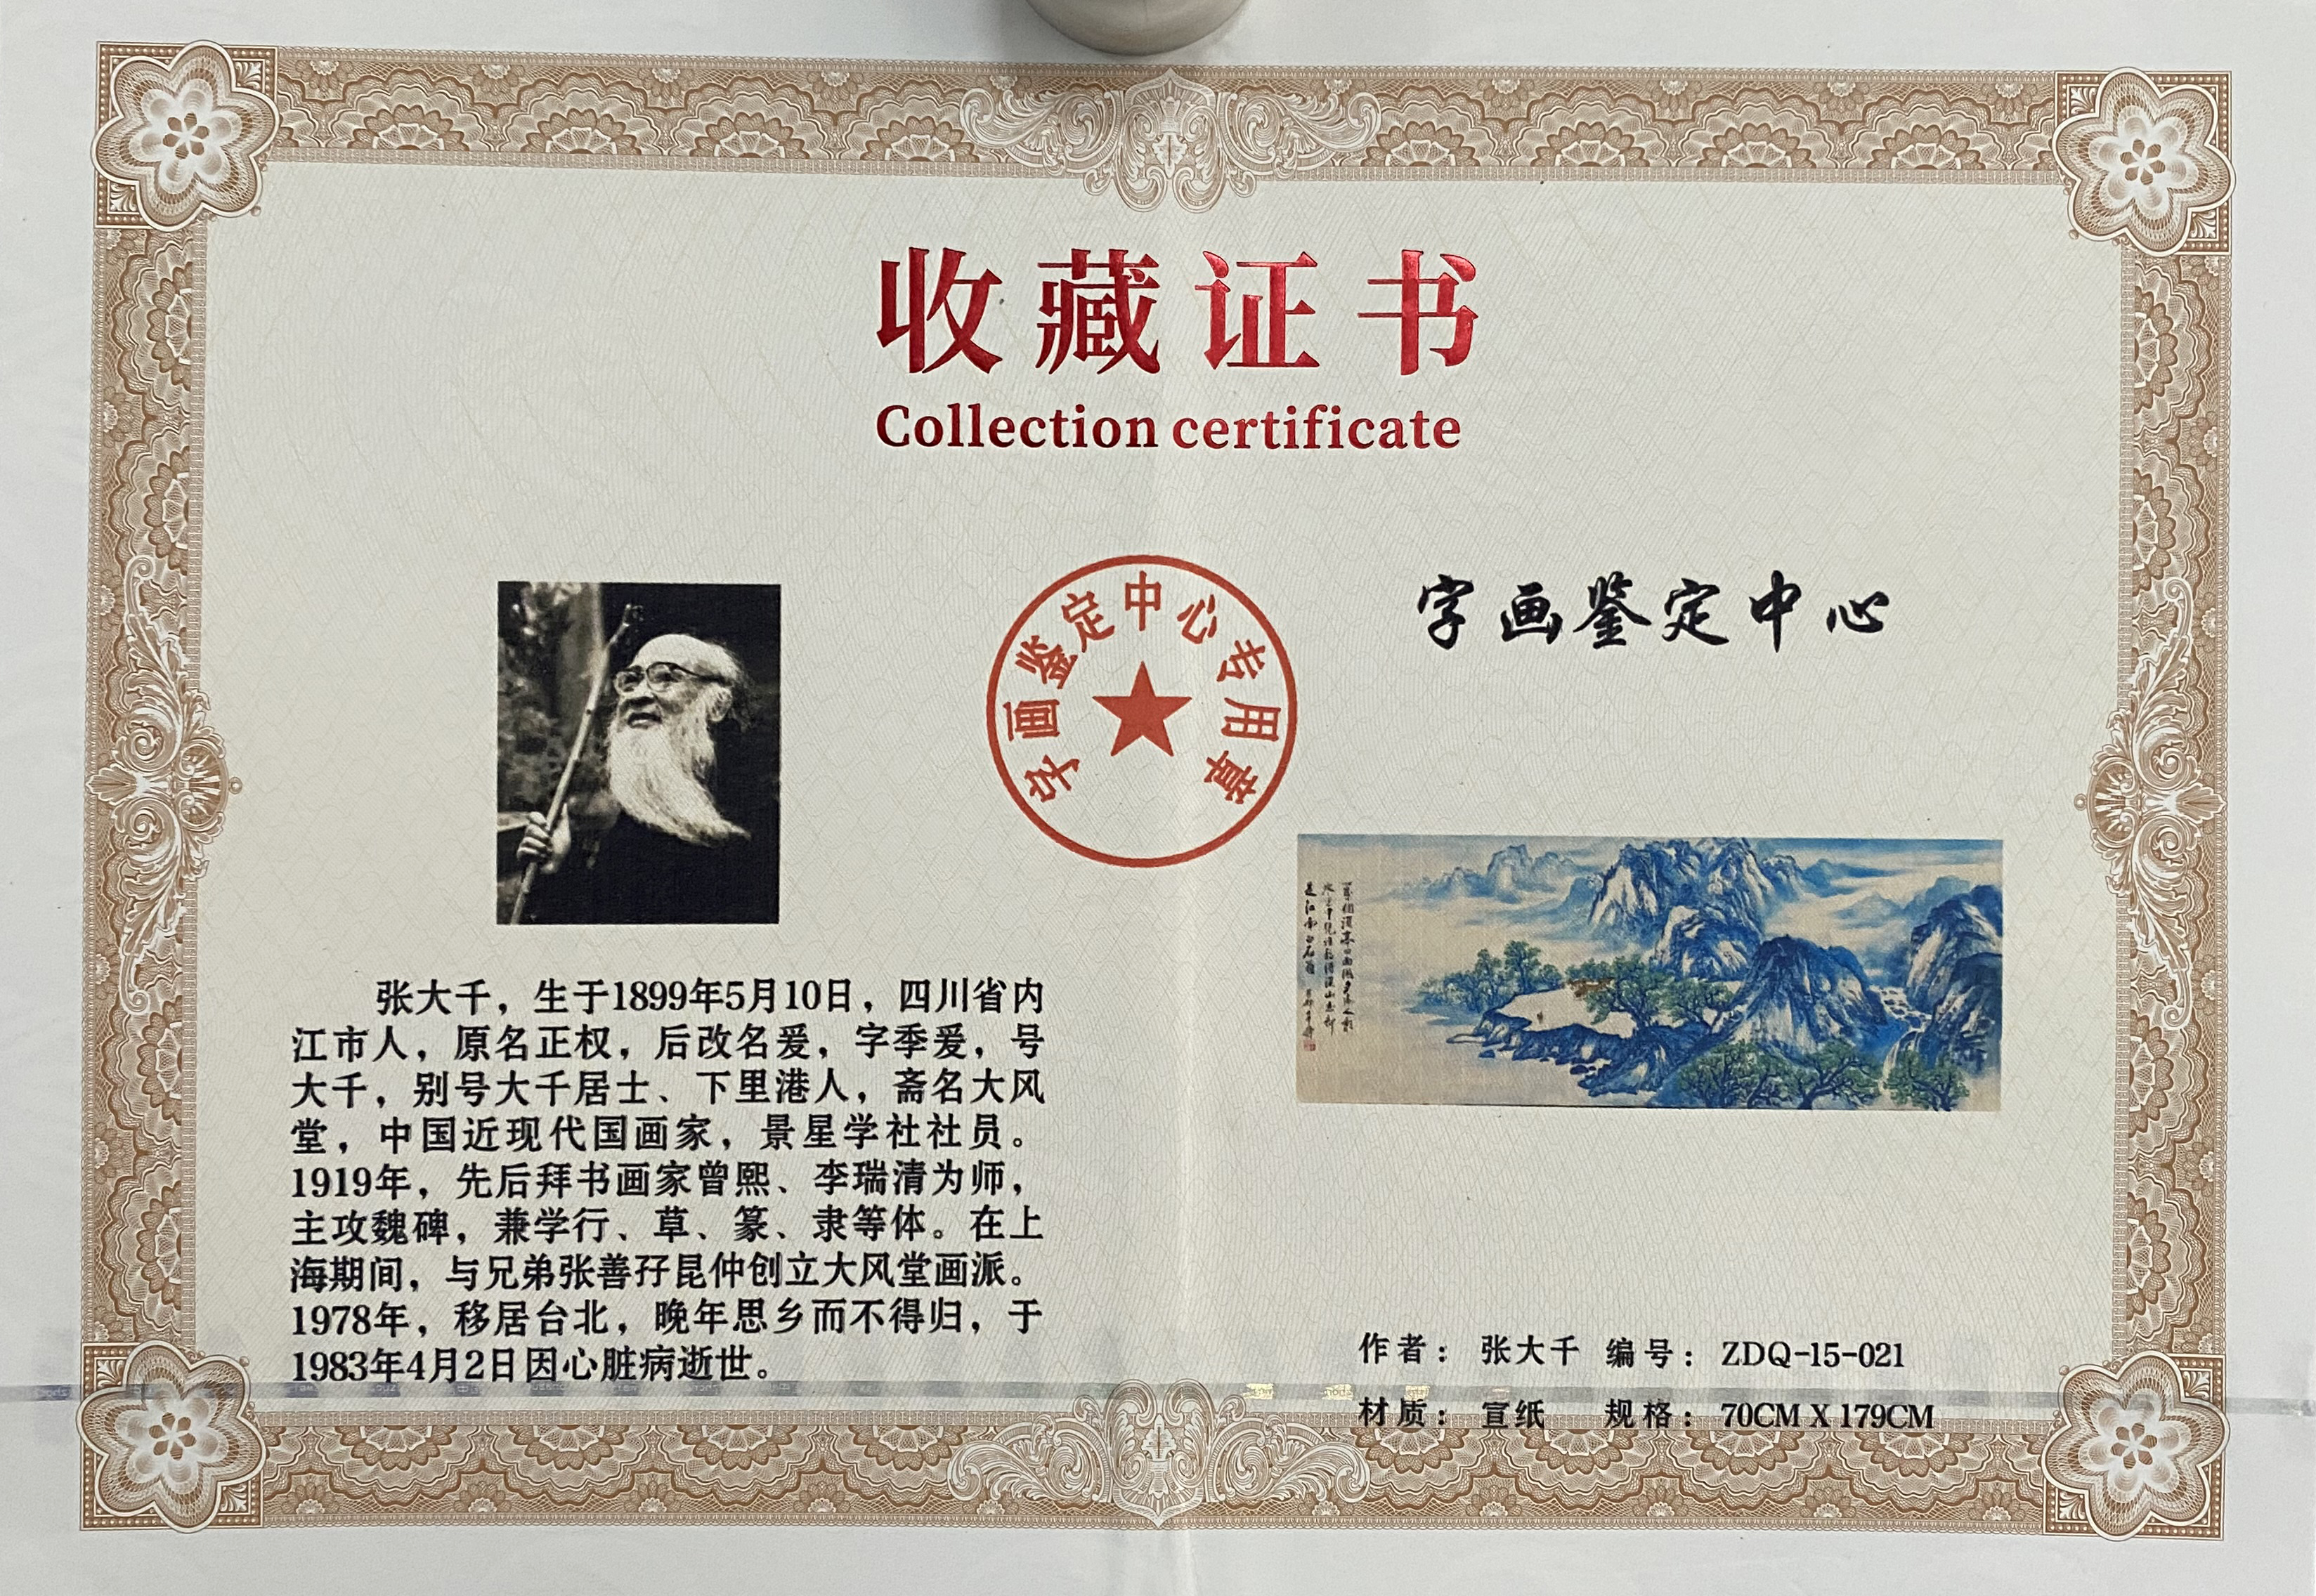 收藏证书
Collection certificate
字画鉴定中心专用章
字画鉴定中心
张大千，生于1899年5月10日，四川省内
江市人，原名正权，后改名爰，字季爰，号
大千，别号大千居士、下里港人，斋名大风
堂，中国近现代国画家，景星学社社员。
1919年，先后拜书画家曾熙、李瑞清为师，
主攻魏碑，兼学行、草、篆、隶等体。在上
海期间，与兄弟张善孖昆仲创立大风堂画派。
1978年，移居台北，晚年思乡而不得归，于
1983年4月2日因心脏病逝世。
作者：张大千 编号：ZDQ-15-021
材质：宣纸 规格：70CM X 179CM